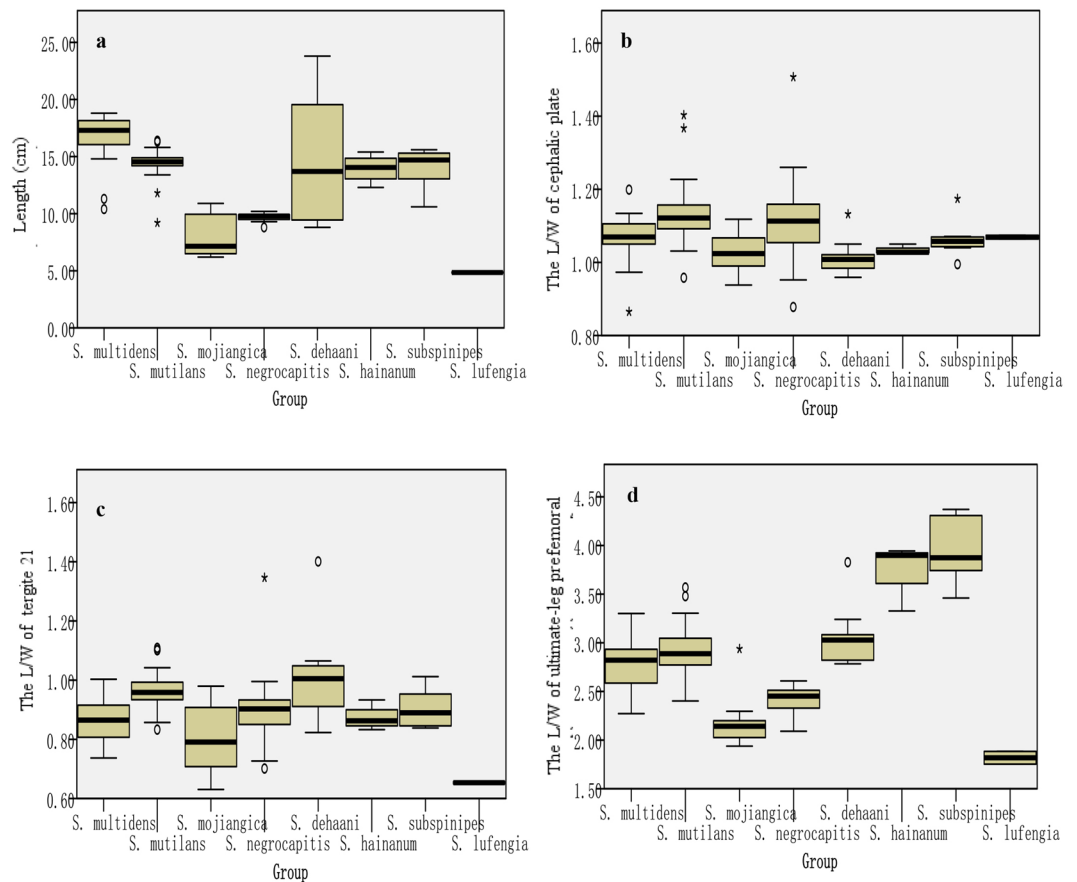 a
25.00
20.00
15.00
10.00
5.00
0.00
Length (cm)
S. multidens S. mojiangica S. dehaani S. subspinipes
S. mutilans S. negrocapitis S. hainanum S. lufengia
Group
b
1.60
1.40
1.20
1.00
0.80
The L/W of cephalic plate
S. multidens S. mojiangica S. dehaani S. subspinipes
S. mutilans S. negrocapitis S. hainanum S. lufengia
Group
c
1.60
1.40
1.20
1.00
0.80
0.60
The L/W of tergite 21
S. multidens S. mojiangica S. dehaani S. subspinipes
S. mutilans S. negrocapitis S. hainanum S. lufengia
Group
d
4.50
4.00
3.50
3.00
2.50
2.00
1.50
The L/W of ultimate-leg prefemoral
S. multidens S. mojiangica S. dehaani S. subspinipes
S. mutilans S. negrocapitis S. hainanum S. lufengia
Group